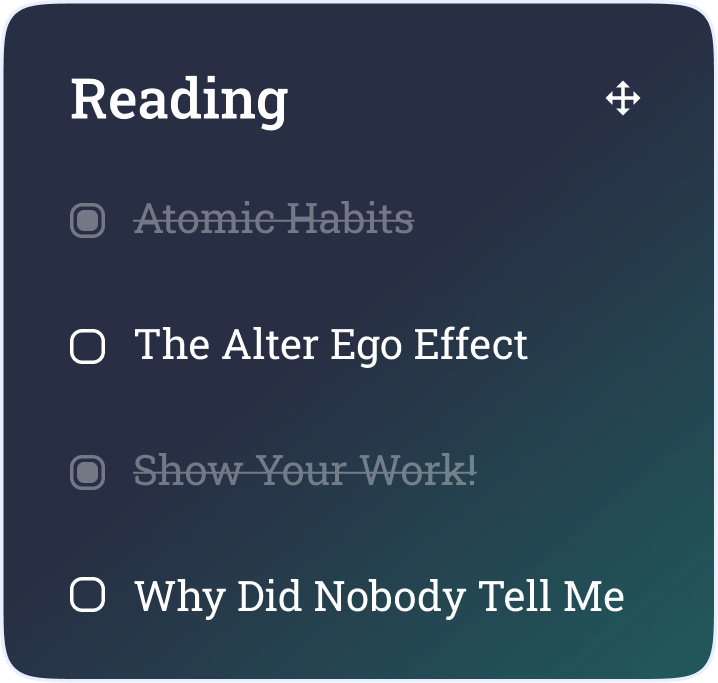 Reading
Atomic Habits
The Alter Ego Effect
Show Your Work!
Why Did Nobody Tell Me